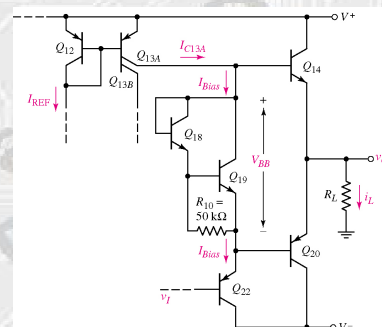 V+
Q12
Q13A
IC13A
Q13B
IBias
Q14
IREF
+
Q18
VBB
v
Q19
R10 =
50 kΩ
RL
iL
−
IBias
Q20
vI
Q22
V−